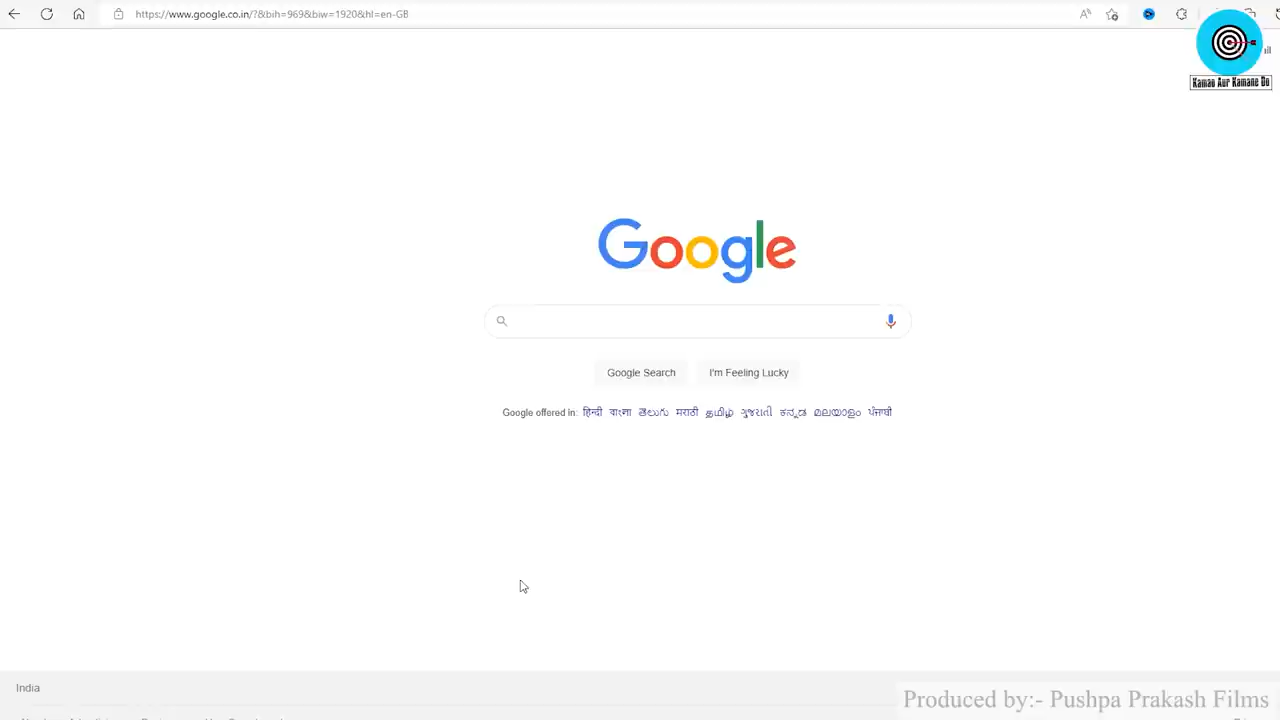 https://www.google.co.in/?&bih=969&biw=1920&hl=en-GB
Kamao Aur Kamane Do
Google
Google Search
I'm Feeling Lucky
Google offered in: हिन्दी বাংলা తెలుగు मराठी தமிழ் ગુજરાતી ಕನ್ನಡ മലയാളം ਪੰਜਾਬੀ
India
Produced by:- Pushpa Prakash Films